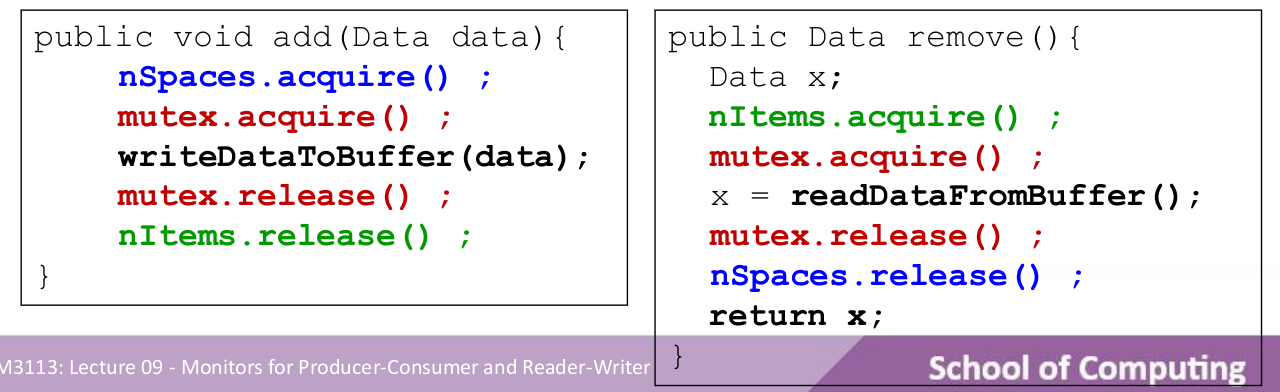 public void add(Data data){
nSpaces.acquire() ;
mutex.acquire() ;
writeDataToBuffer(data);
mutex.release() ;
nItems.release() ;
}
public Data remove(){
Data x;
nItems.acquire() ;
mutex.acquire() ;
x = readDataFromBuffer();
mutex.release() ;
nSpaces.release() ;
return x;
}
M3113: Lecture 09 - Monitors for Producer-Consumer and Reader-Writer
School of Computing